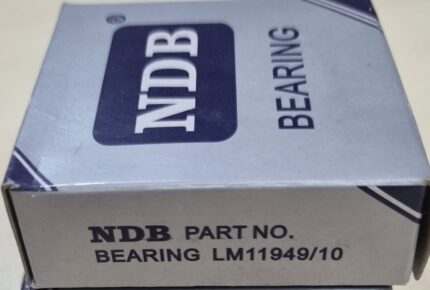 NDB®
BEARING
NDB PART NO.
BEARING LM11949/10